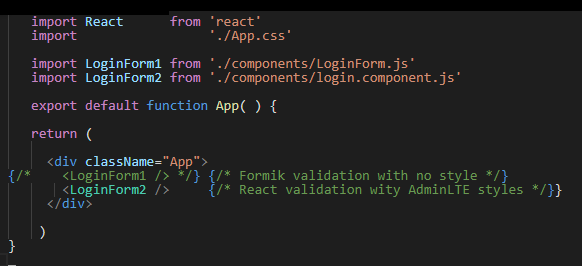 import React      from 'react'
import                 './App.css'
import LoginForm1 from './components/LoginForm.js'
import LoginForm2 from './components/login.component.js'
export default function App( ) {
return (
<div className="App">
{/*    <LoginForm1 /> */} {/* Formik validation with no style */}
<LoginForm2 />     {/* React validation wity AdminLTE styles */}}
</div>
)
}